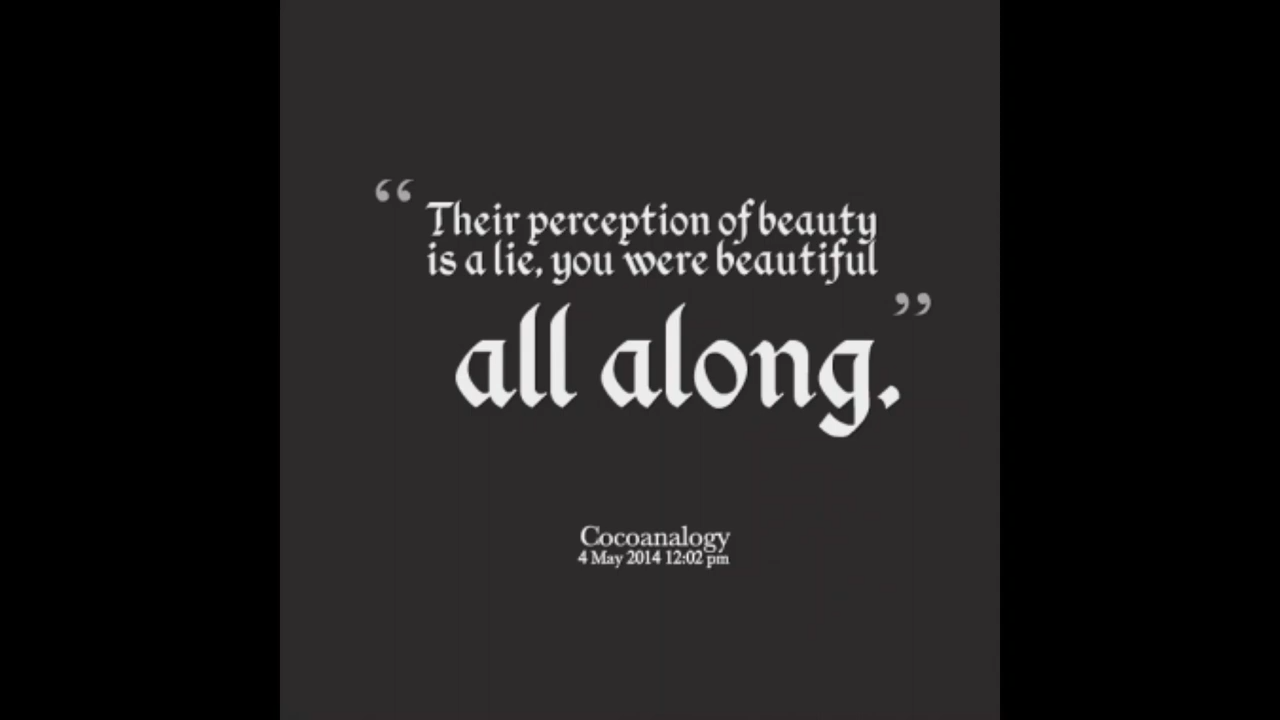 “Their perception of beauty
is a lie, you were beautiful
all along.”
Cocoanalogy
4 May 2014 12:02 pm